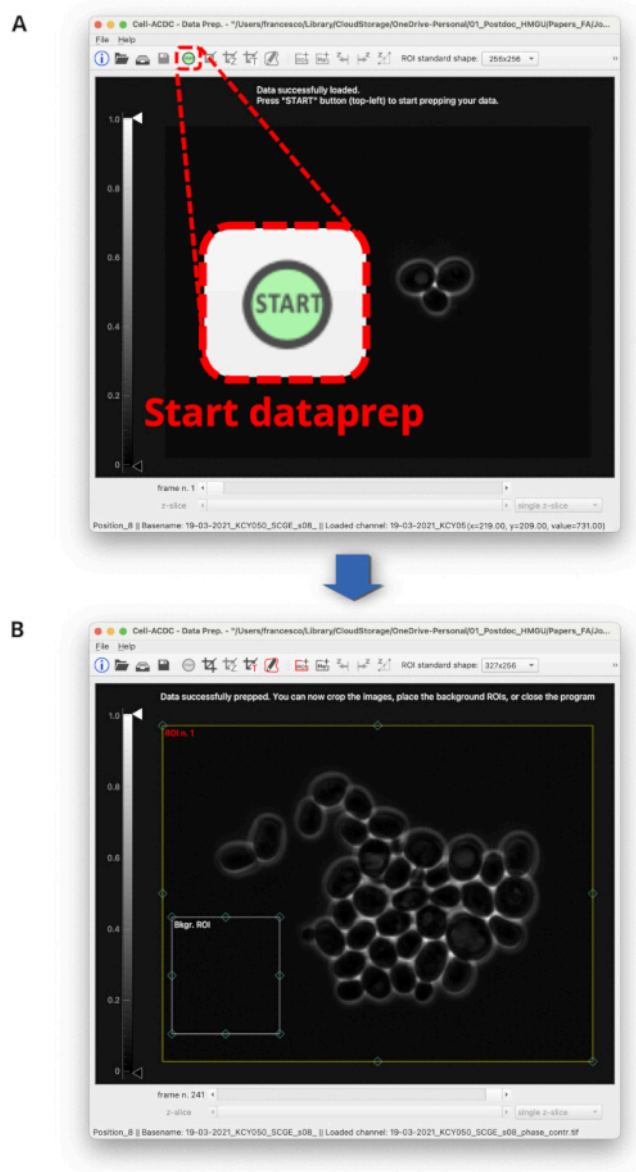 A
Cell-ACDC - Data Prep. - "/Users/francesco/Library/CloudStorage/OneDrive-Personal/01_Postdoc_HMGU/Papers_FA/Jo...
File Help
ROI standard shape: 256x256
Data successfully loaded.
Press "START" button (top-left) to start prepping your data.
1.0
0.8
0.6
0.4
0.2
0
START
Start dataprep
frame n. 1
z-slice
single z-slice
Position_8 || Basename: 19-03-2021_KCY050_SCGE_s08_ || Loaded channel: 19-03-2021_KCY05 (x=219.00, y=209.00, value=731.00)
B
Cell-ACDC - Data Prep. - "/Users/francesco/Library/CloudStorage/OneDrive-Personal/01_Postdoc_HMGU/Papers_FA/Jo...
File Help
ROI standard shape: 327x256
Data successfully prepped. You can now crop the images, place the background ROIs, or close the program
1.0
0.8
0.6
0.4
0.2
0
ROI n. 1
Bkgr. ROI
frame n. 241
z-slice
single z-slice
Position_8 || Basename: 19-03-2021_KCY050_SCGE_s08_ || Loaded channel: 19-03-2021_KCY050_SCGE_s08_phase_contr.tif